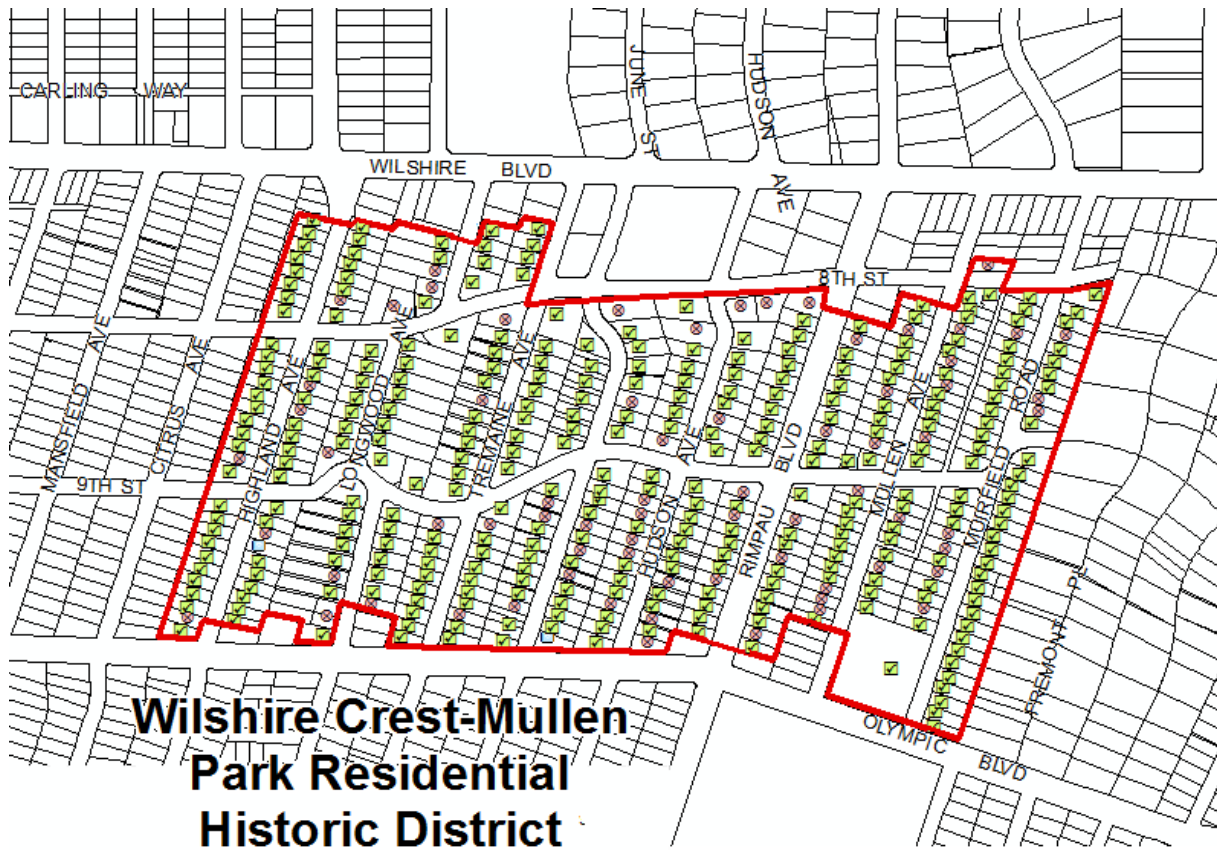 CARLING WAY
JUNE ST
HUDSON AVE
WILSHIRE BLVD
8TH ST
MANSFIELD AVE
CITRUS AVE
HIGHLAND AVE
LONGWOOD AVE
TREMAINE AVE
9TH ST
HUDSON AVE
RIMPAU BLVD
MULLEN AVE
MUIRFIELD ROAD
FREMONT PL
OLYMPIC BLVD
Wilshire Crest-Mullen
Park Residential
Historic District